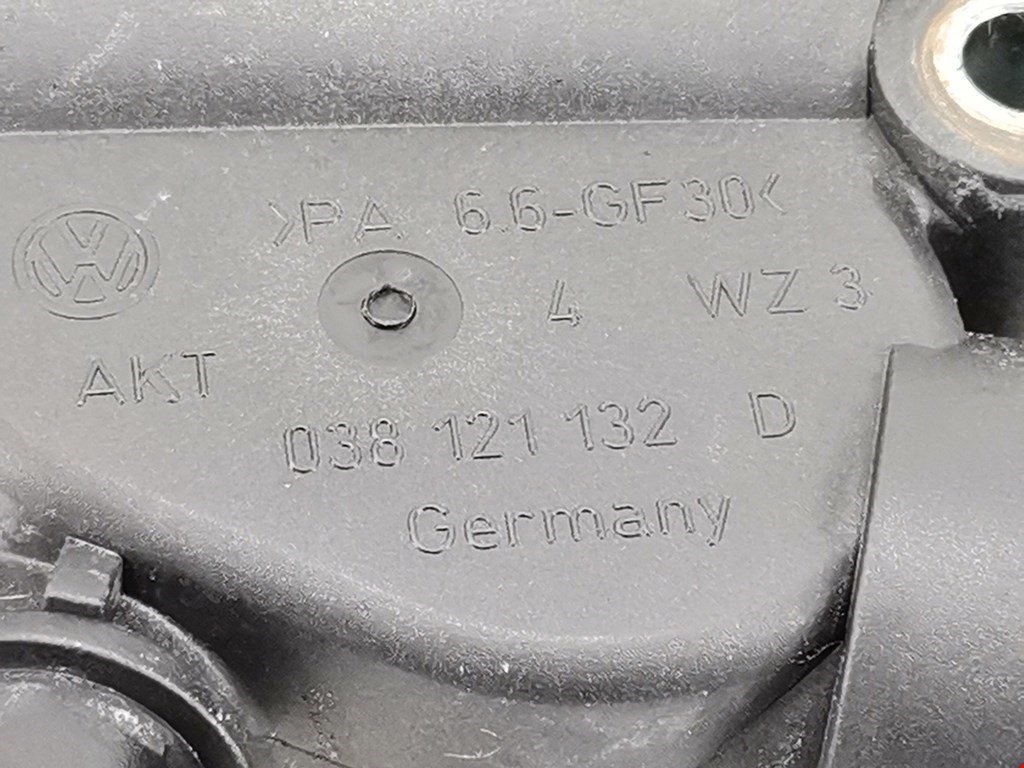 >PA 6.6-GF30<
4 WZ 3
AKT
038 121 132 D
Germany